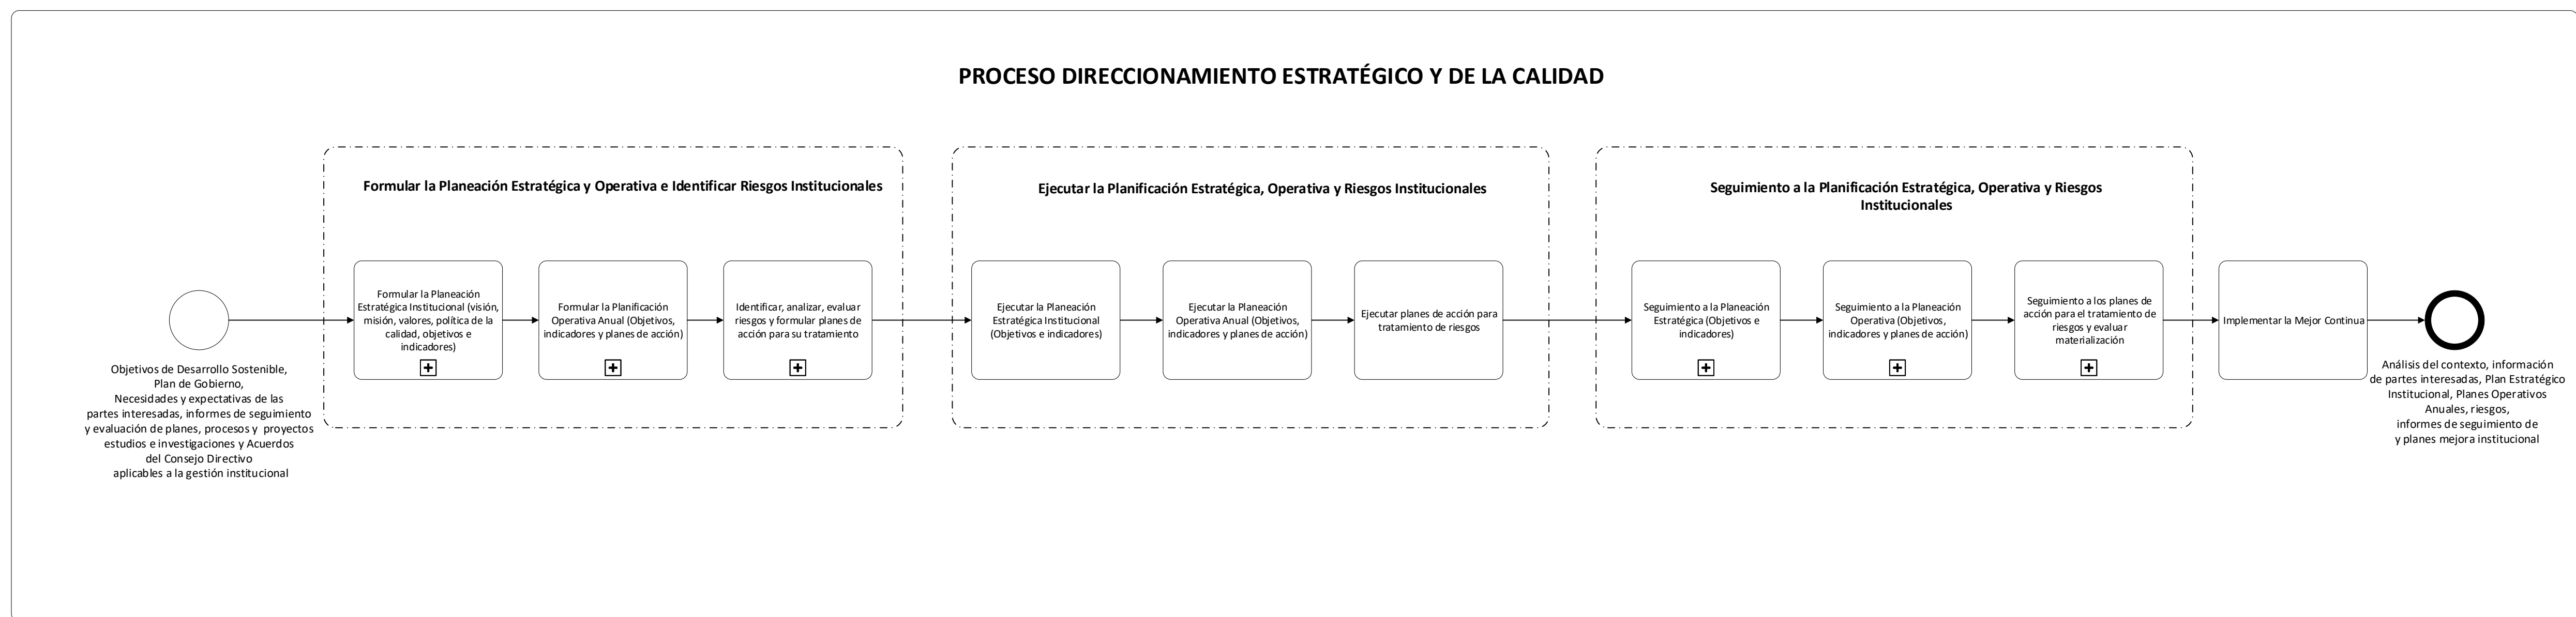 PROCESO DIRECCIONAMIENTO ESTRATÉGICO Y DE LA CALIDAD
Formular la Planeación Estratégica y Operativa e Identificar Riesgos Institucionales
Ejecutar la Planificación Estratégica, Operativa y Riesgos Institucionales
Seguimiento a la Planificación Estratégica, Operativa y Riesgos
Institucionales
Objetivos de Desarrollo Sostenible,
Plan de Gobierno,
Necesidades y expectativas de las
partes interesadas, informes de seguimiento
y evaluación de planes, procesos y proyectos
estudios e investigaciones y Acuerdos
del Consejo Directivo
aplicables a la gestión institucional
Formular la Planeación
Estratégica Institucional (visión,
misión, valores, política de la
calidad, objetivos e
indicadores)
Formular la Planificación
Operativa Anual (Objetivos,
indicadores y planes de acción)
Identificar, analizar, evaluar
riesgos y formular planes de
acción para su tratamiento
Ejecutar la Planeación
Estratégica Institucional
(Objetivos e indicadores)
Ejecutar la Planeación
Operativa Anual (Objetivos,
indicadores y planes de acción)
Ejecutar planes de acción para
tratamiento de riesgos
Seguimiento a la Planeación
Estratégica (Objetivos e
indicadores)
Seguimiento a la Planeación
Operativa (Objetivos,
indicadores y planes de acción)
Seguimiento a los planes de
acción para el tratamiento de
riesgos y evaluar
materialización
Implementar la Mejor Continua
Análisis del contexto, información
de partes interesadas, Plan Estratégico
Institucional, Planes Operativos
Anuales, riesgos,
informes de seguimiento de
y planes mejora institucional